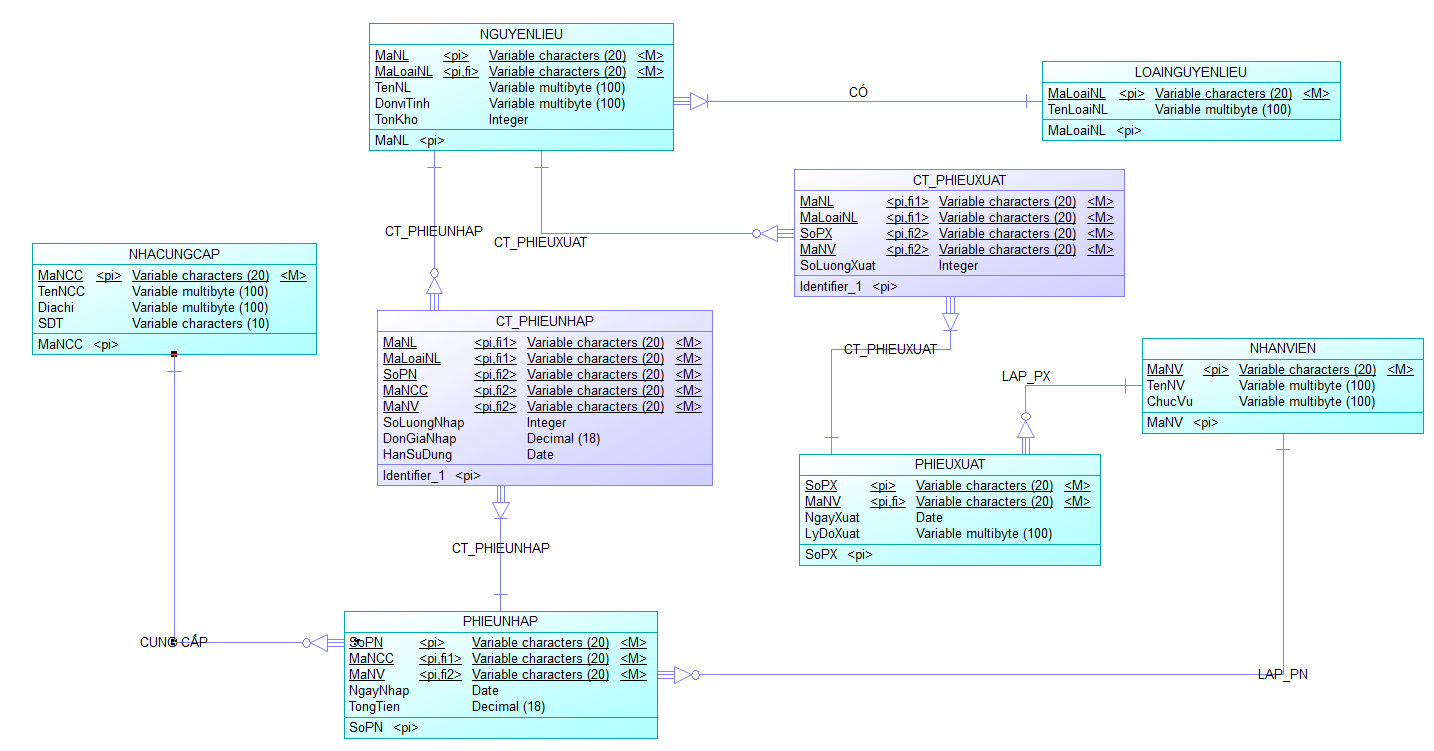 NGUYENLIEU
MaNL <pi> Variable characters (20) <M>
MaLoaiNL <pi,fi> Variable characters (20) <M>
TenNL Variable multibyte (100)
DonviTinh Variable multibyte (100)
TonKho Integer
MaNL <pi>
CÓ
LOAINGUYENLIEU
MaLoaiNL <pi> Variable characters (20) <M>
TenLoaiNL Variable multibyte (100)
MaLoaiNL <pi>
CT_PHIEUXUAT
MaNL <pi,fi1> Variable characters (20) <M>
MaLoaiNL <pi,fi1> Variable characters (20) <M>
SoPX <pi,fi2> Variable characters (20) <M>
MaNV <pi,fi2> Variable characters (20) <M>
SoLuongXuat Integer
Identifier_1 <pi>
CT_PHIEUNHAP
CT_PHIEUXUAT
NHACUNGCAP
MaNCC <pi> Variable characters (20) <M>
TenNCC Variable multibyte (100)
Diachi Variable multibyte (100)
SDT Variable characters (10)
MaNCC <pi>
CT_PHIEUNHAP
MaNL <pi,fi1> Variable characters (20) <M>
MaLoaiNL <pi,fi1> Variable characters (20) <M>
SoPN <pi,fi2> Variable characters (20) <M>
MaNCC <pi,fi2> Variable characters (20) <M>
MaNV <pi,fi2> Variable characters (20) <M>
SoLuongNhap Integer
DonGiaNhap Decimal (18)
HanSuDung Date
Identifier_1 <pi>
CT_PHIEUXUAT
LAP_PX
NHANVIEN
MaNV <pi> Variable characters (20) <M>
TenNV Variable multibyte (100)
ChucVu Variable multibyte (100)
MaNV <pi>
PHIEUXUAT
SoPX <pi> Variable characters (20) <M>
MaNV <pi,fi> Variable characters (20) <M>
NgayXuat Date
LyDoXuat Variable multibyte (100)
SoPX <pi>
CT_PHIEUNHAP
CUNG CẤP
PHIEUNHAP
SoPN <pi> Variable characters (20) <M>
MaNCC <pi,fi1> Variable characters (20) <M>
MaNV <pi,fi2> Variable characters (20) <M>
NgayNhap Date
TongTien Decimal (18)
SoPN <pi>
LAP_PN